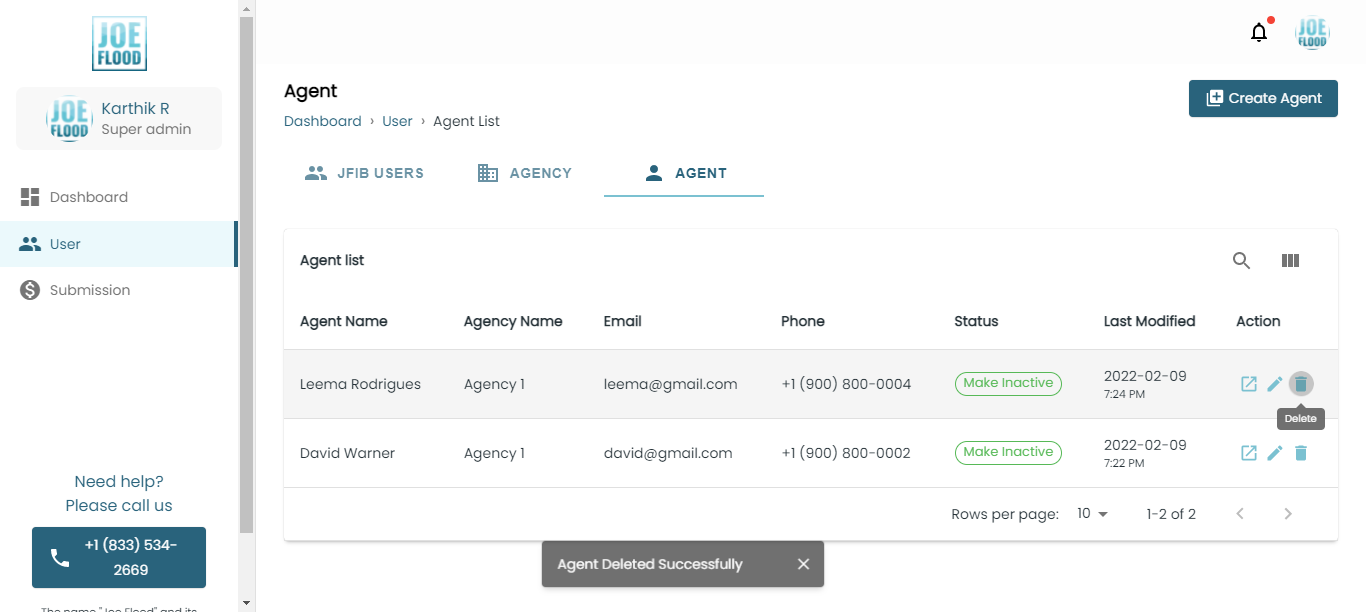 JOE
FLOOD
JOE
FLOOD
Karthik R
Super admin
Dashboard
User
Submission
Need help?
Please call us
+1 (833) 534-
2669
JOE
FLOOD
Agent
Create Agent
Dashboard › User › Agent List
JFIB USERS AGENCY AGENT
Agent list
Agent Name Agency Name Email Phone Status Last Modified Action
Leema Rodrigues Agency 1 leema@gmail.com +1 (900) 800-0004 Make Inactive 2022-02-09
7:24 PM
Delete
David Warner Agency 1 david@gmail.com +1 (900) 800-0002 Make Inactive 2022-02-09
7:22 PM
Rows per page: 10 1-2 of 2
Agent Deleted Successfully
The name "Joe Flood" and its